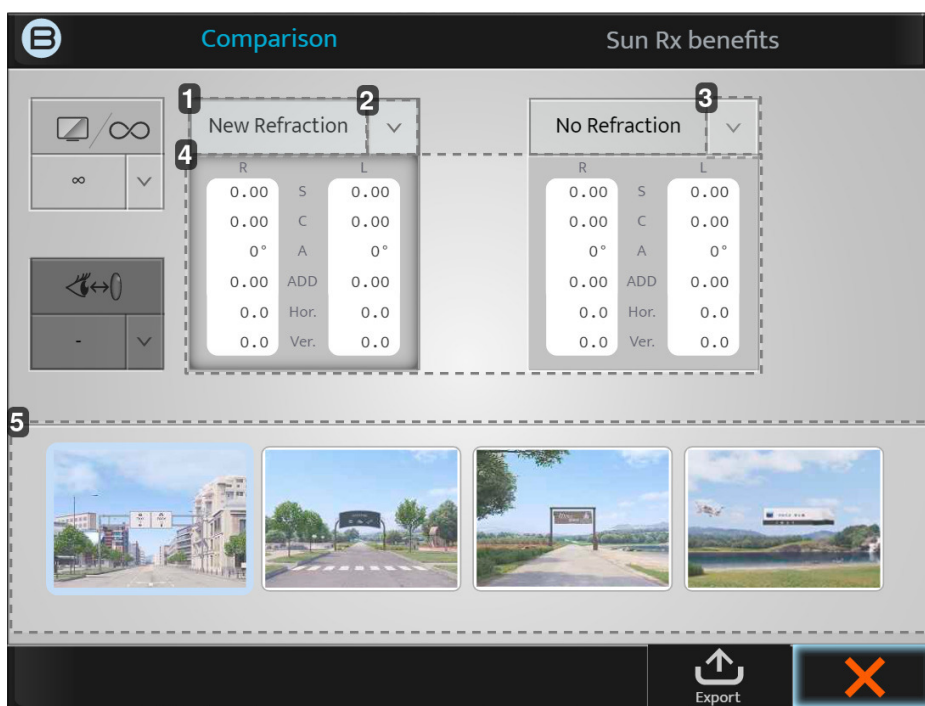 B Comparison Sun Rx benefits
1 2 3
New Refraction No Refraction
4
∞
∞
R L R L
0.00 S 0.00 0.00 S 0.00
0.00 C 0.00 0.00 C 0.00
0° A 0° 0° A 0°
0.00 ADD 0.00 0.00 ADD 0.00
0.0 Hor. 0.0 0.0 Hor. 0.0
- 0.0 Ver. 0.0 0.0 Ver. 0.0
5
Export